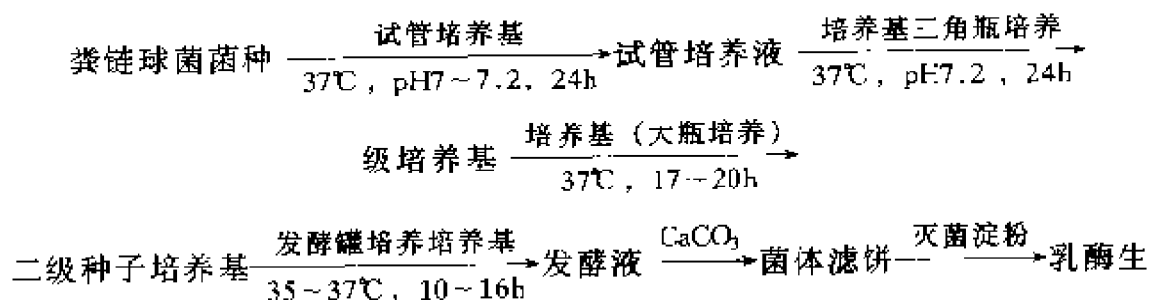 试管培养基 培养基三角瓶培养
粪链球菌菌种 试管培养液
37℃, pH7~7.2, 24h 37℃, pH7.2, 24h
培养基(大瓶培养)
级培养基
37℃, 17~20h
发酵罐培养培养基 CaCO₃ 灭菌淀粉
二级种子培养基 发酵液 菌体滤饼 乳酶生
35~37℃, 10~16h